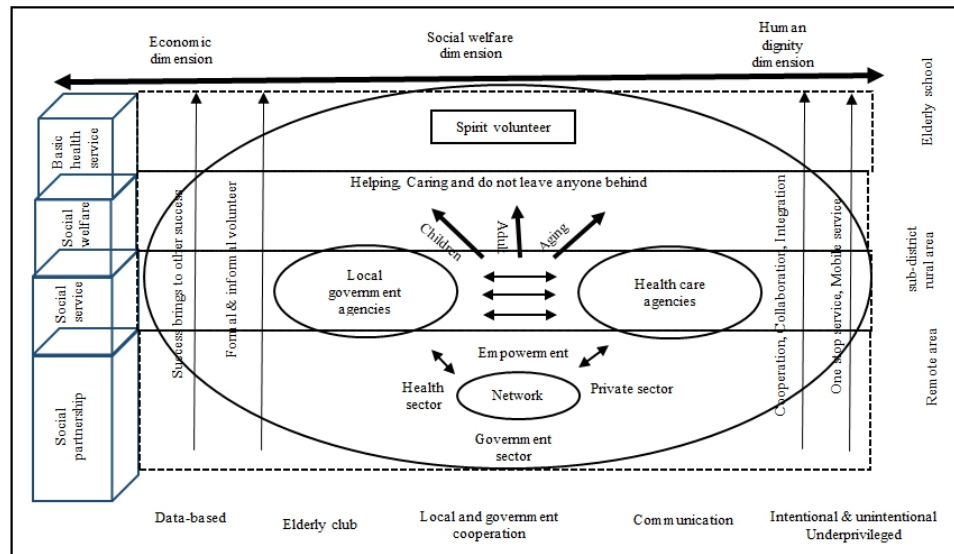 Economic
dimension
Social welfare
dimension
Human
dignity
dimension
Elderly school
Basic health
service
Spirit volunteer
Helping, Caring and do not leave anyone behind
Social
welfare
Success brings to other success
Formal & informal volunteer
Children
Adult
Aging
Cooperation, Collaboration, Integration
One stop service, Mobile service
sub-district
rural area
Social
service
Local
government
agencies
Health care
agencies
Empowerment
Health
sector
Network
Private sector
Government
sector
Social
partnership
Remote area
Data-based
Elderly club
Local and government
cooperation
Communication
Intentional & unintentional
Underprivileged